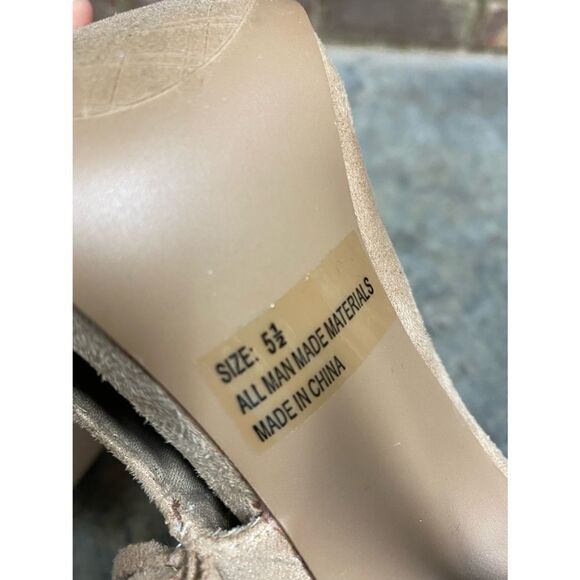 SIZE: 5½
ALL MAN MADE MATERIALS
MADE IN CHINA